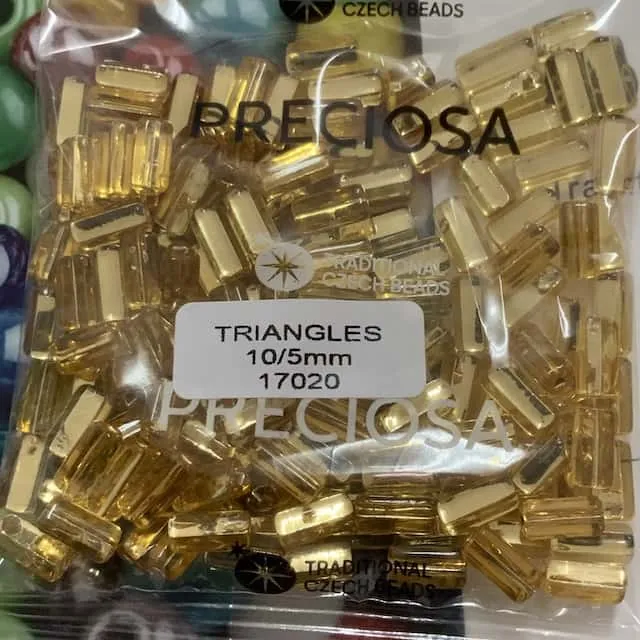 CZECH BEADS
PRECIOSA
TRADITIONAL
CZECH BEADS
TRIANGLES
10/5mm
17020
PRECIOSA
TRADITIONAL
CZECH BEADS